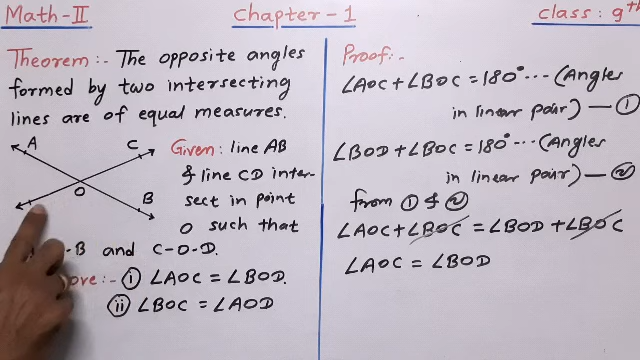 Math-II Chapter-1 class: 9th
Theorem:- The opposite angles
formed by two intersecting
lines are of equal measures.
A
C
O
B
Given: line AB
& line CD inter-
sect in point
O such that
-B and C-O-D.
ove:- (i) ∠AOC = ∠BOD.
(ii) ∠BOC = ∠AOD
Proof:-
∠AOC + ∠BOC = 180° ... (Angles
in linear pair) — (1)
∠BOD + ∠BOC = 180° ... (Angles
in linear pair) — (2)
from (1) & (2)
∠AOC + ∠BOC = ∠BOD + ∠BOC
∠AOC = ∠BOD